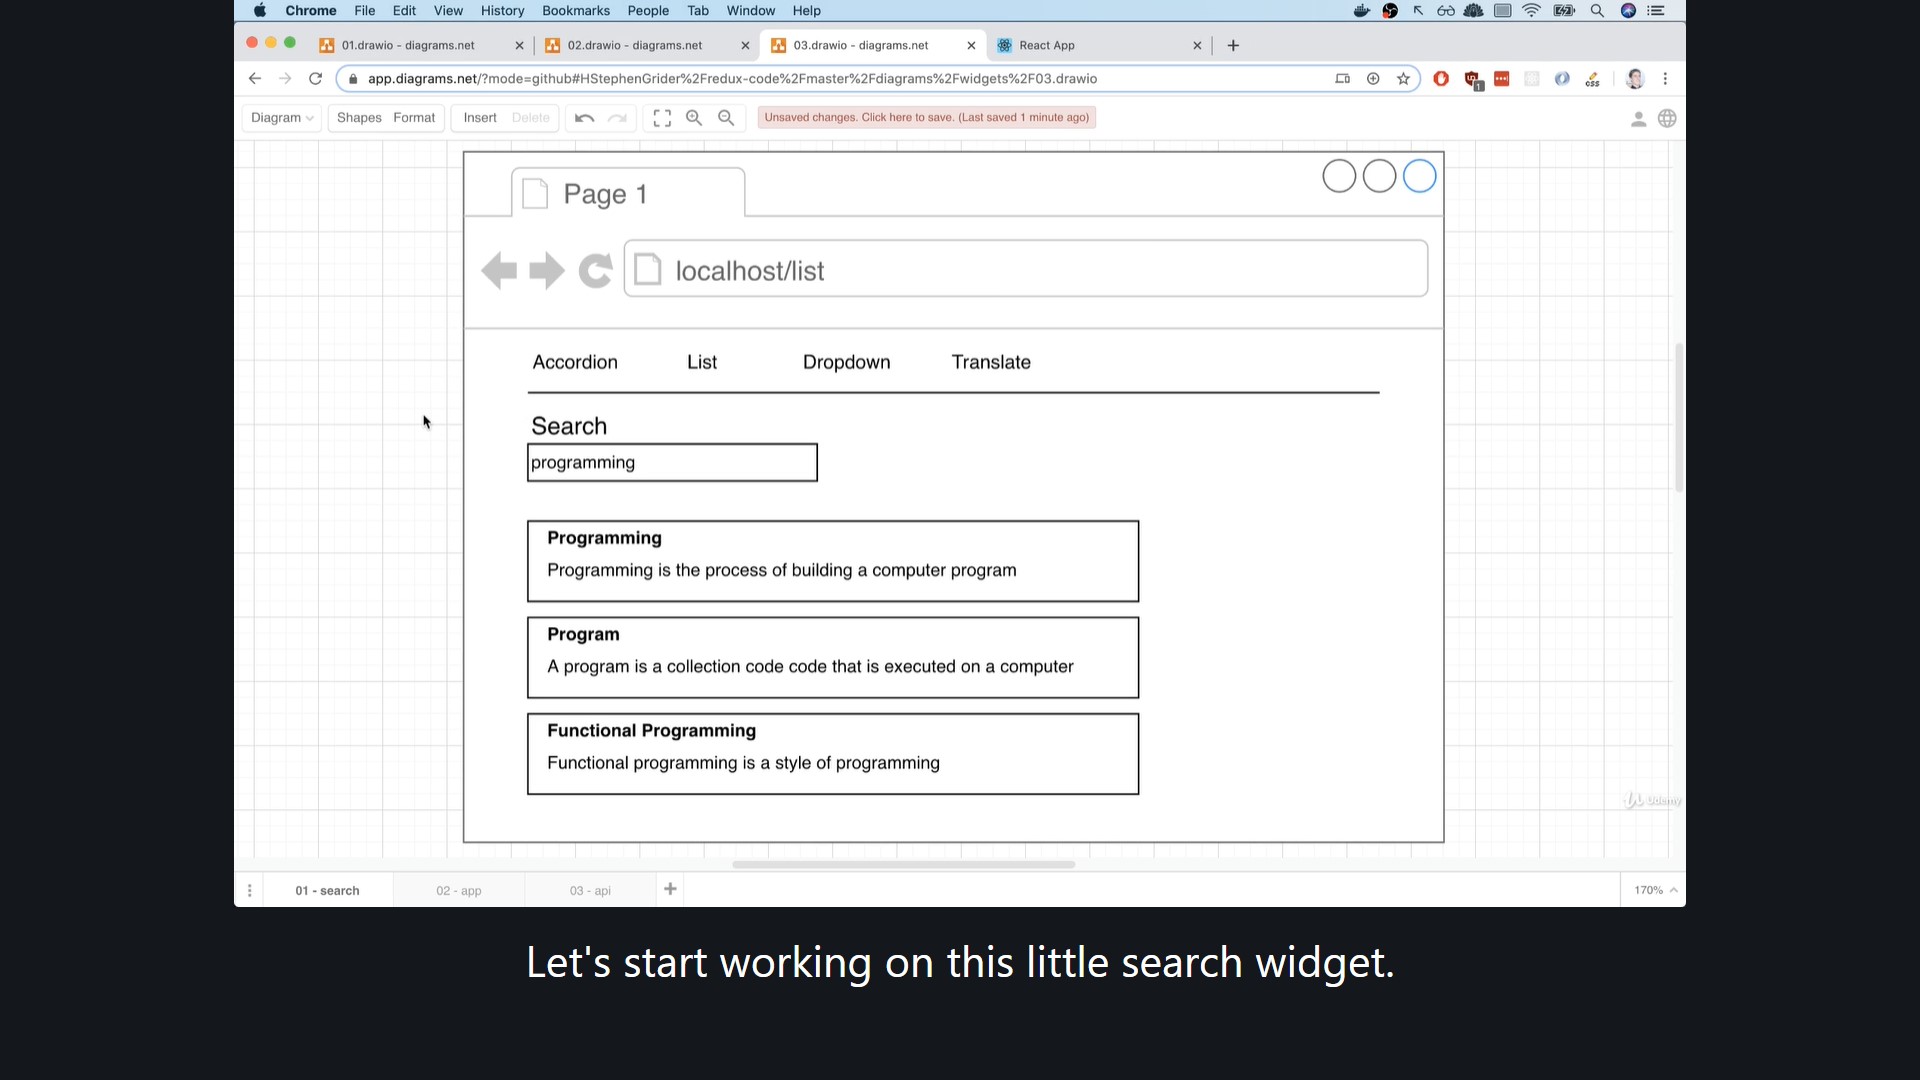 Chrome File Edit View History Bookmarks People Tab Window Help
01.drawio - diagrams.net
02.drawio - diagrams.net
03.drawio - diagrams.net
React App
app.diagrams.net/?mode=github#HStephenGrider%2Fredux-code%2Fmaster%2Fdiagrams%2Fwidgets%2F03.drawio
1
css
Diagram
Shapes Format
Insert Delete
Unsaved changes. Click here to save. (Last saved 1 minute ago)
Page 1
localhost/list
Accordion List Dropdown Translate
Search
programming
Programming
Programming is the process of building a computer program
Program
A program is a collection code code that is executed on a computer
Functional Programming
Functional programming is a style of programming
Udemy
01 - search 02 - app 03 - api
170%
Let's start working on this little search widget.